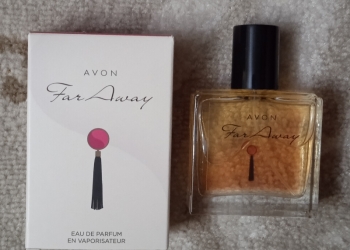 AVON
Far Away
EAU DE PARFUM
EN VAPORISATEUR
AVON
Far Away